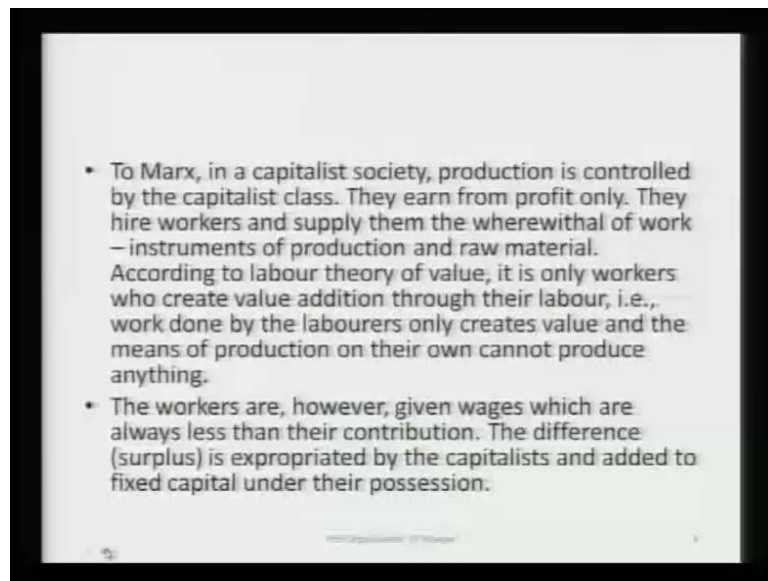 • To Marx, in a capitalist society, production is controlled
by the capitalist class. They earn from profit only. They
hire workers and supply them the wherewithal of work
– instruments of production and raw material.
According to labour theory of value, it is only workers
who create value addition through their labour, i.e.,
work done by the labourers only creates value and the
means of production on their own cannot produce
anything.
• The workers are, however, given wages which are
always less than their contribution. The difference
(surplus) is expropriated by the capitalists and added to
fixed capital under their possession.